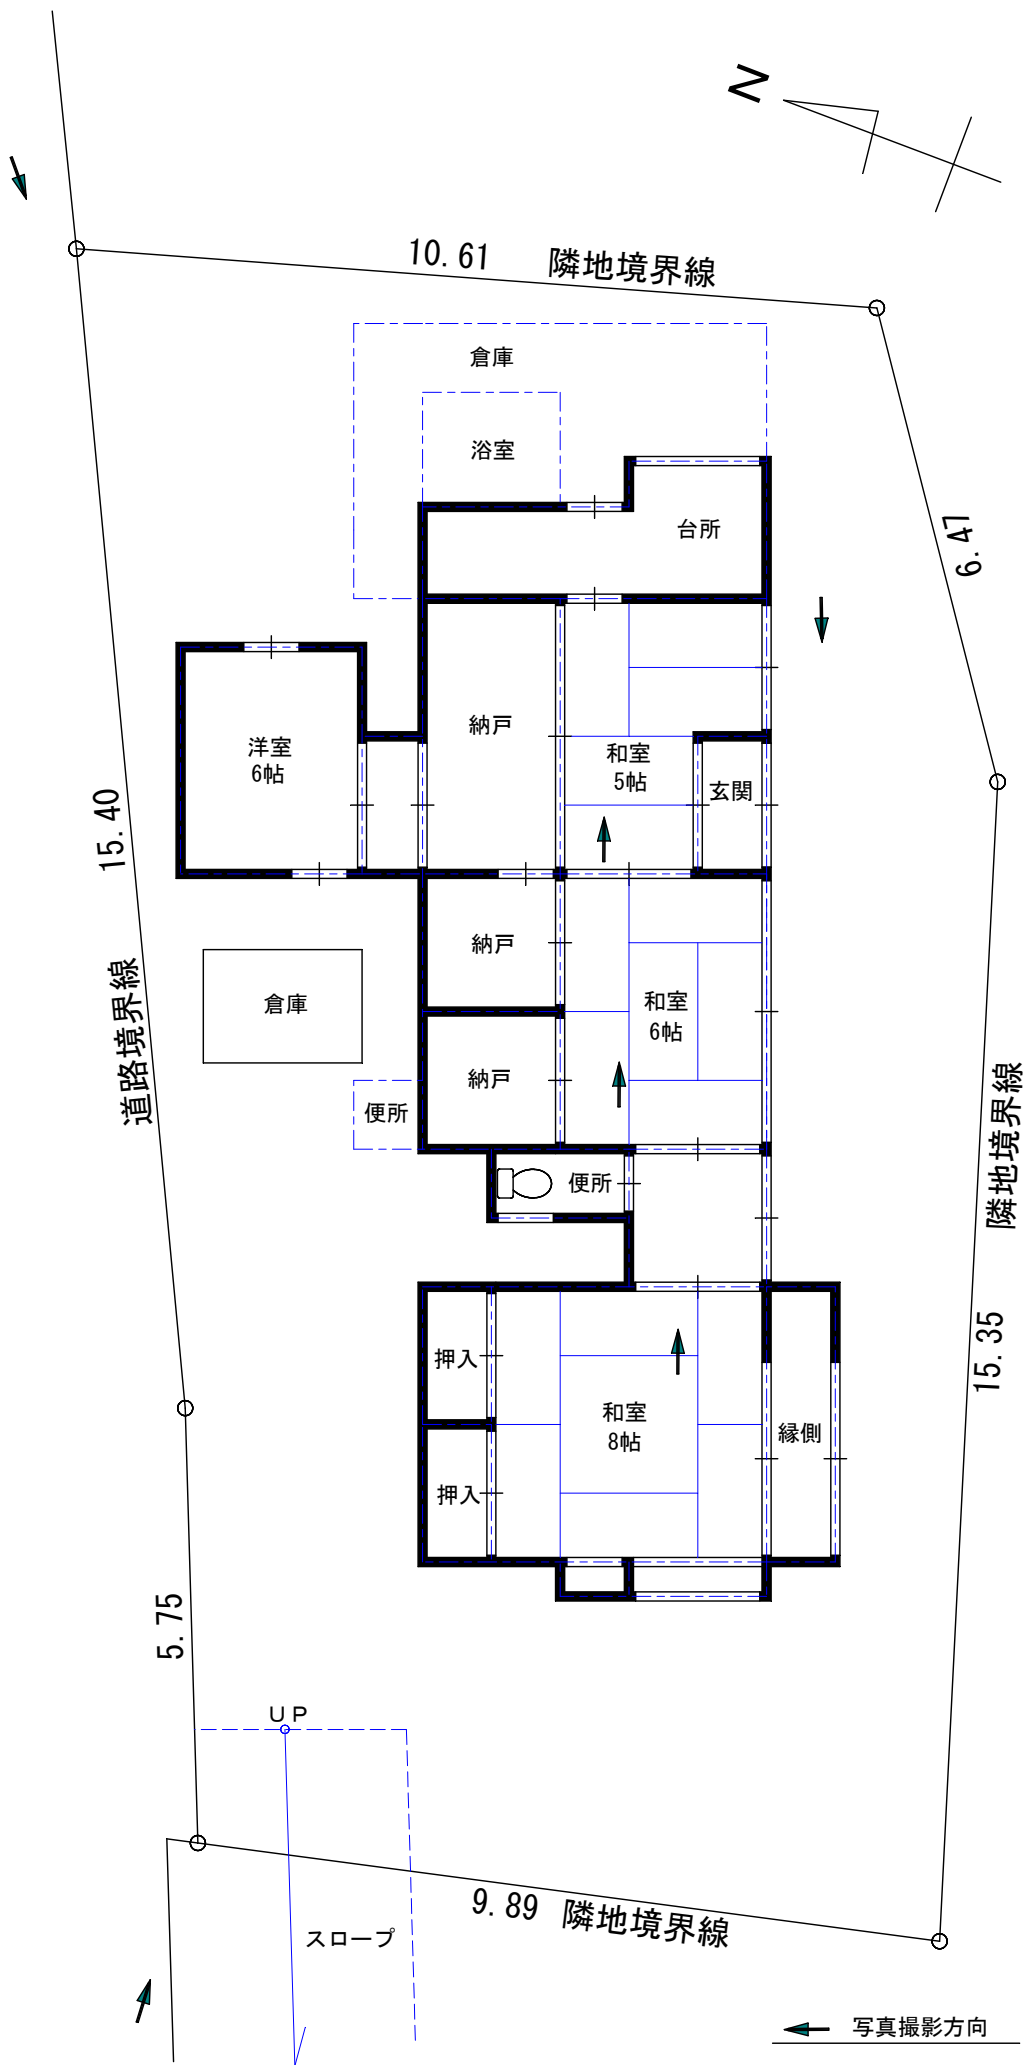 N
10.61 隣地境界線
倉庫
浴室
台所
6.47
納戸
和室
5帖
玄関
洋室
6帖
15.40
道路境界線
納戸
倉庫
和室
6帖
納戸
便所
便所
隣地境界線
15.35
押入
和室
8帖
縁側
押入
5.75
UP
9.89 隣地境界線
スロープ
写真撮影方向